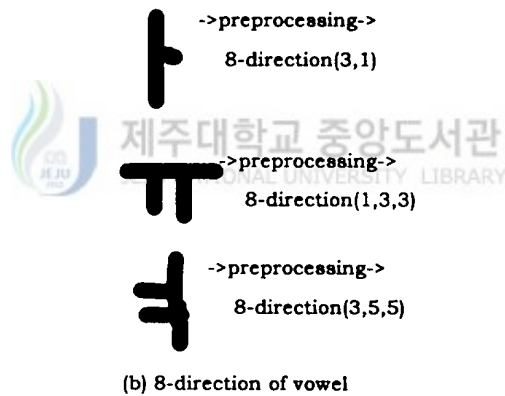 ->preprocessing->
8-direction(3,1)
제주대학교 중앙도서관
JEJU
1952
->preprocessing->
NATIONAL UNIVERSITY LIBRARY
8-direction(1,3,3)
->preprocessing->
8-direction(3,5,5)
(b) 8-direction of vowel